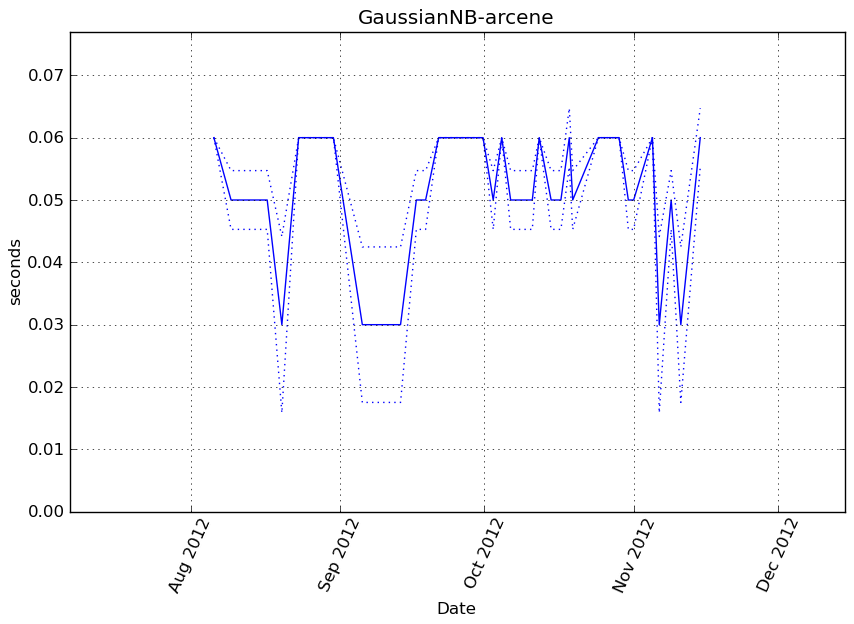 GaussianNB-arcene
0.07
0.06
0.05
0.04
0.03
0.02
0.01
0.00
seconds
Aug 2012
Sep 2012
Oct 2012
Nov 2012
Dec 2012
Date